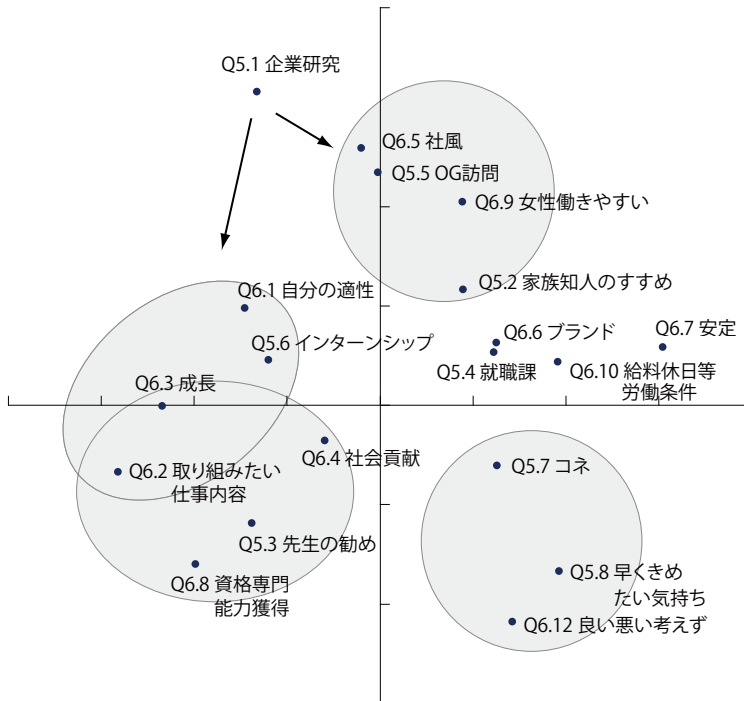 Q5.1 企業研究
Q6.5 社風
Q5.5 OG訪問
Q6.9 女性働きやすい
Q5.2 家族知人のすすめ
Q6.1 自分の適性
Q5.6 インターンシップ
Q6.6 ブランド
Q6.7 安定
Q5.4 就職課
Q6.10 給料休日等
労働条件
Q6.3 成長
Q6.4 社会貢献
Q6.2 取り組みたい
仕事内容
Q5.7 コネ
Q5.3 先生の勧め
Q6.8 資格専門
能力獲得
Q5.8 早くきめ
たい気持ち
Q6.12 良い悪い考えず